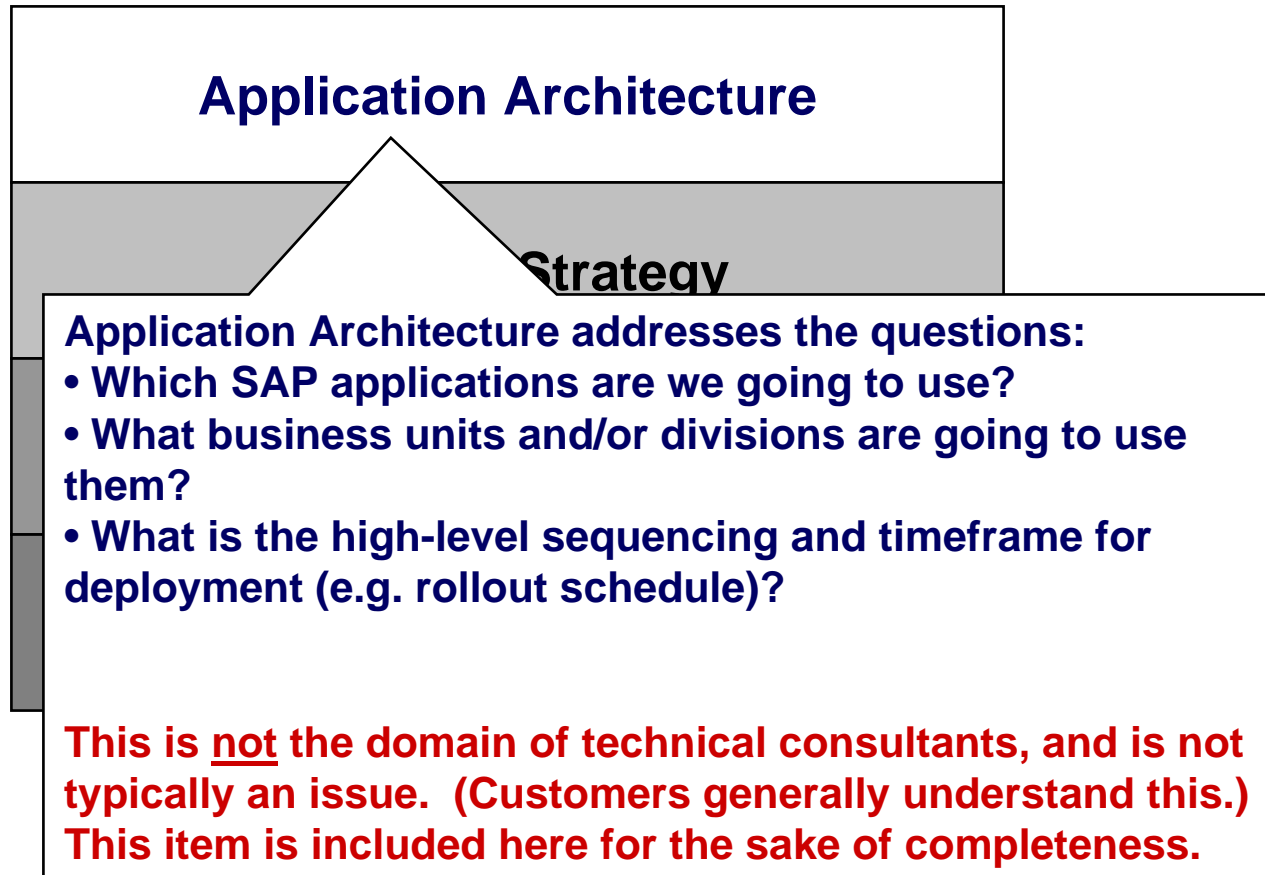 Application Architecture
Strategy
Application Architecture addresses the questions:
• Which SAP applications are we going to use?
• What business units and/or divisions are going to use
them?
• What is the high-level sequencing and timeframe for
deployment (e.g. rollout schedule)?
This is not the domain of technical consultants, and is not
typically an issue.  (Customers generally understand this.)
This item is included here for the sake of completeness.